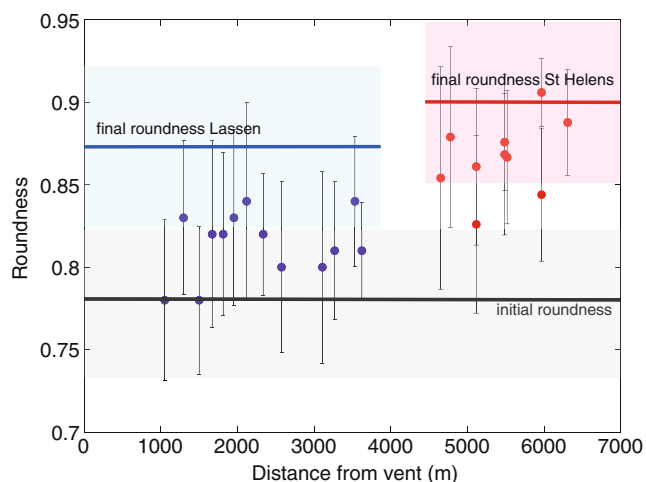 0.95
final roundness St Helens
0.9
final roundness Lassen
0.85
Roundness
0.8
initial roundness
0.75
0.7
0 1000 2000 3000 4000 5000 6000 7000
Distance from vent (m)